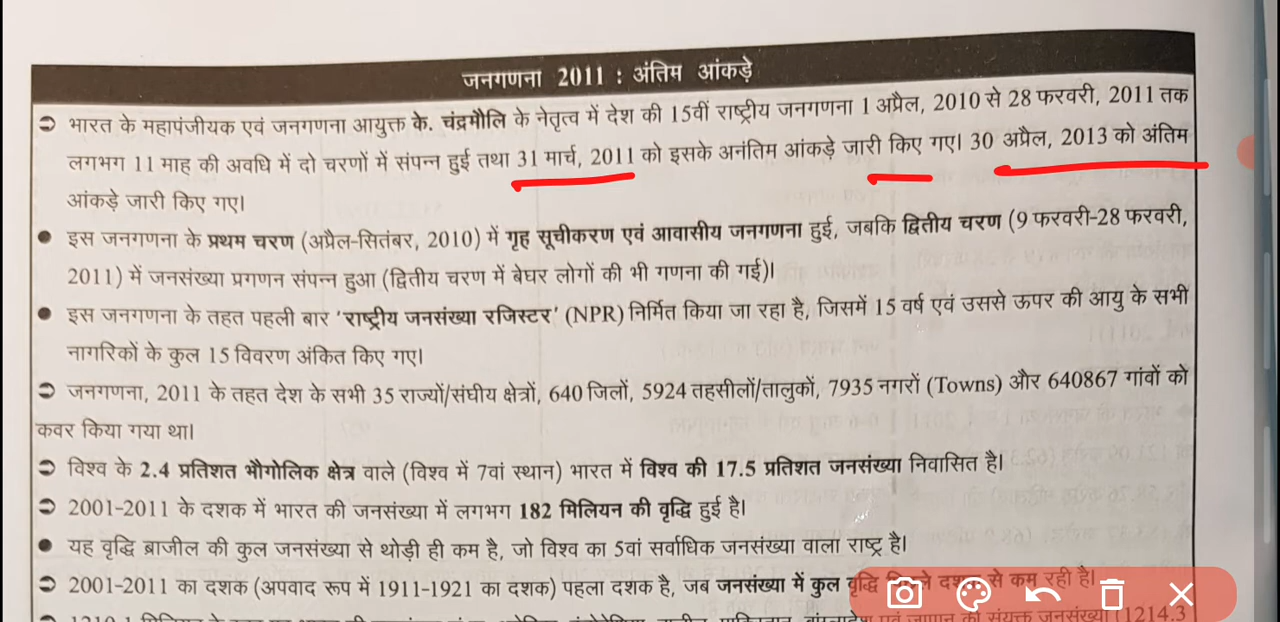 जनगणना 2011 : अंतिम आंकड़े
➲ भारत के महापंजीयक एवं जनगणना आयुक्त के. चंद्रमौलि के नेतृत्व में देश की 15वीं राष्ट्रीय जनगणना 1 अप्रैल, 2010 से 28 फरवरी, 2011 तक
लगभग 11 माह की अवधि में दो चरणों में संपन्न हुई तथा 31 मार्च, 2011 को इसके अनंतिम आंकड़े जारी किए गए। 30 अप्रैल, 2013 को अंतिम
आंकड़े जारी किए गए।
● इस जनगणना के प्रथम चरण (अप्रैल-सितंबर, 2010) में गृह सूचीकरण एवं आवासीय जनगणना हुई, जबकि द्वितीय चरण (9 फरवरी-28 फरवरी,
2011) में जनसंख्या प्रगणन संपन्न हुआ (द्वितीय चरण में बेघर लोगों की भी गणना की गई)।
● इस जनगणना के तहत पहली बार 'राष्ट्रीय जनसंख्या रजिस्टर' (NPR) निर्मित किया जा रहा है, जिसमें 15 वर्ष एवं उससे ऊपर की आयु के सभी
नागरिकों के कुल 15 विवरण अंकित किए गए।
➲ जनगणना, 2011 के तहत देश के सभी 35 राज्यों/संघीय क्षेत्रों, 640 जिलों, 5924 तहसीलों/तालुकों, 7935 नगरों (Towns) और 640867 गांवों को
कवर किया गया था।
➲ विश्व के 2.4 प्रतिशत भौगोलिक क्षेत्र वाले (विश्व में 7वां स्थान) भारत में विश्व की 17.5 प्रतिशत जनसंख्या निवासित है।
➲ 2001-2011 के दशक में भारत की जनसंख्या में लगभग 182 मिलियन की वृद्धि हुई है।
● यह वृद्धि ब्राजील की कुल जनसंख्या से थोड़ी ही कम है, जो विश्व का 5वां सर्वाधिक जनसंख्या वाला राष्ट्र है।
➲ 2001-2011 का दशक (अपवाद रूप में 1911-1921 का दशक) पहला दशक है, जब जनसंख्या में कुल वृद्धि से कम रही है।
जनसंख्या (1214.3